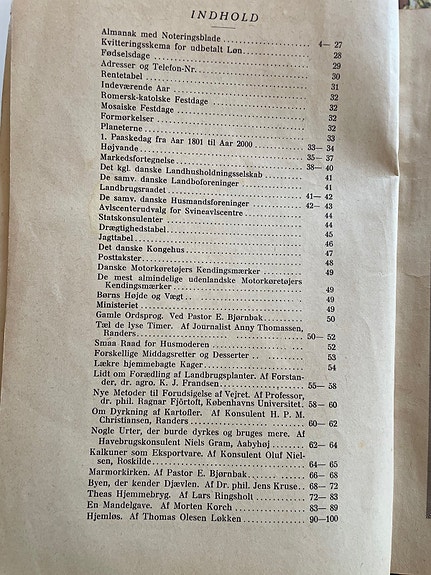 INDHOLD
Almanak med Noteringsblade 4— 27
Kvitteringsskema for udbetalt Løn 28
Fødselsdage 28
Adresser og Telefon-Nr. 29
Rentetabel 30
Indeværende Aar 31
Romersk-katolske Festdage 32
Mosaiske Festdage 32
Formørkelser 32
Planeterne 32
1. Paaskedag fra Aar 1801 til Aar 2000 33
Højvande 33— 34
Markedsfortegnelse 35— 37
Det kgl. danske Landhusholdningsselskab 38— 40
De samv. danske Landboforeninger 41
Landbrugsraadet 41
De samv. danske Husmandsforeninger 41— 42
Avlscenterudvalg for Svineavlscentre 42— 43
Statskonsulenter 44
Drægtighedstabel 44
Jagttabel 45
Det danske Kongehus 46
Posttakster 47
Danske Motorkøretøjers Kendingsmærker 48
De mest almindelige udenlandske Motorkøretøjers 49
Kendingsmærker
Børns Højde og Vægt 49
Ministeriet 49
Gamle Ordsprog. Ved Pastor E. Bjørnbak 50
Tæl de lyse Timer. Af Journalist Anny Thomassen,
Randers 50— 52
Smaa Raad for Husmoderen 52
Forskellige Middagsretter og Desserter 53
Lækre hjemmebagte Kager 54
Lidt om Forædling af Landbrugsplanter. Af Forstan-
der, dr. agro. K. J. Frandsen 55— 58
Nye Metoder til Forudsigelse af Vejret. Af Professor,
dr. phil. Ragnar Fjörtoft, Københavns Universitet 58— 60
Om Dyrkning af Kartofler. Af Konsulent H. P. M.
Christiansen, Randers 60— 62
Nogle Urter, der burde dyrkes og bruges mere. Af
Havebrugskonsulent Niels Gram, Aabyhøj 62— 64
Kalkuner som Eksportvare. Af Konsulent Oluf Niel-
sen, Roskilde 64— 65
Marmorkirken. Af Pastor E. Bjørnbak 66— 68
Byen, der kender Djævlen. Af Dr. phil. Jens Kruse 68— 72
Theas Hjemmebryg. Af Lars Ringsholt 72— 83
En Mandelgave. Af Morten Korch 83— 89
Hjemløs. Af Thomas Olesen Løkken 90—100